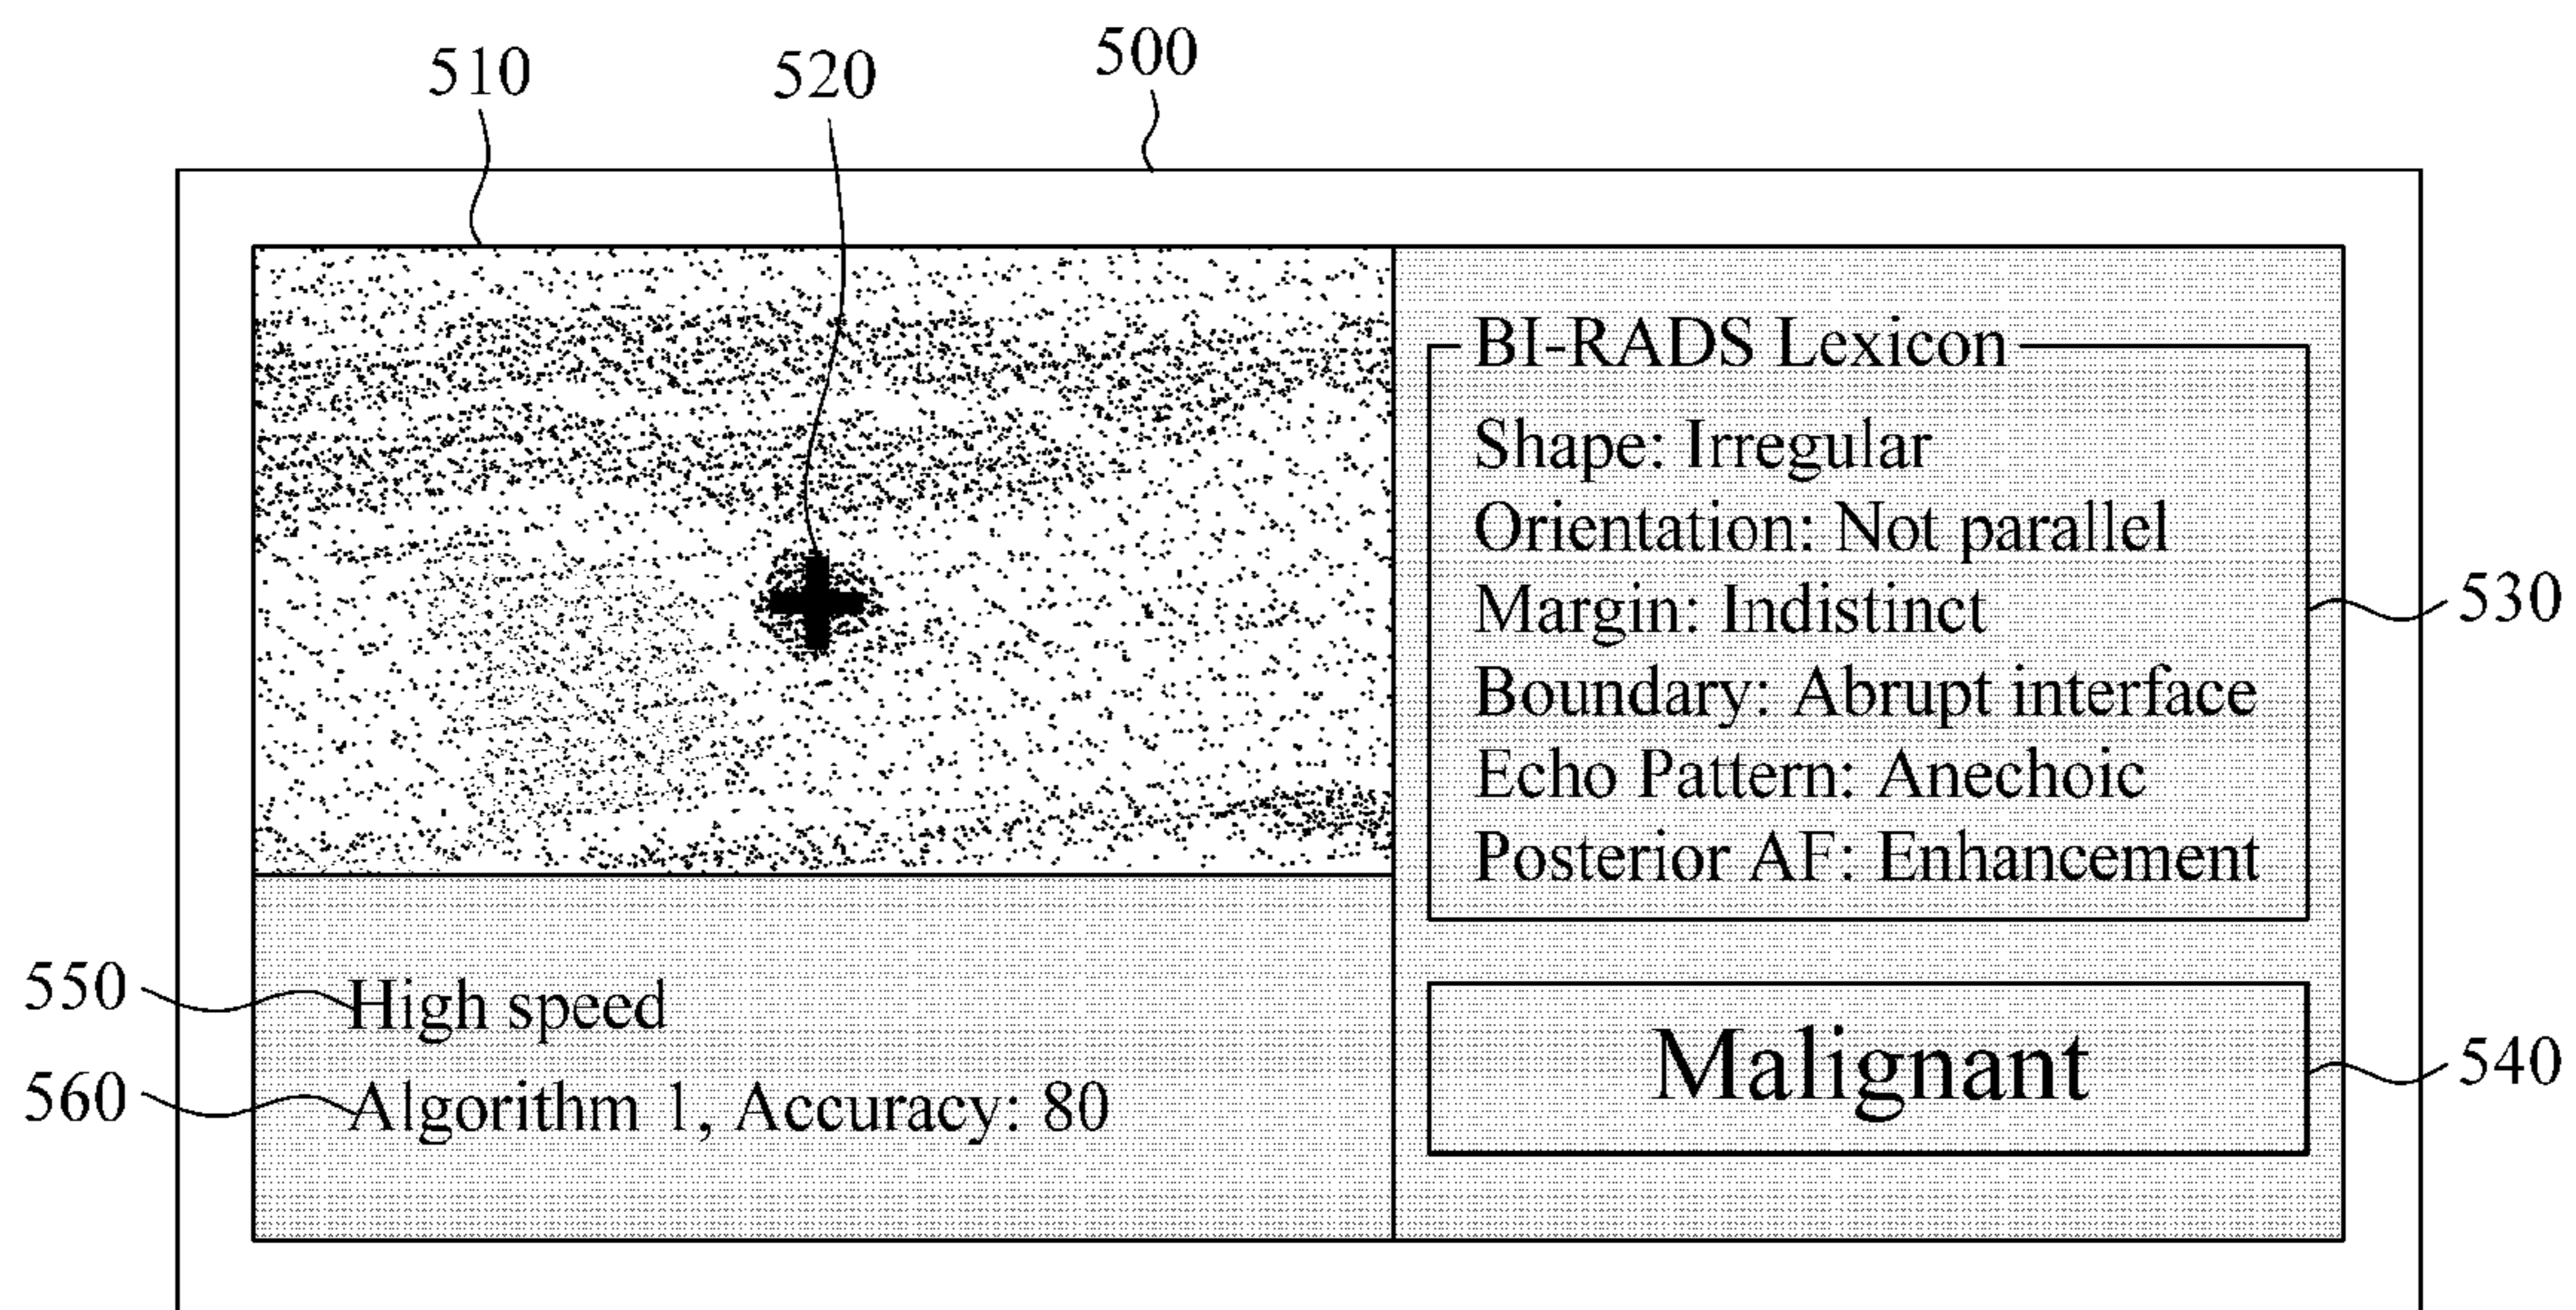 510
520
500
BI-RADS Lexicon
Shape: Irregular
Orientation: Not parallel
Margin: Indistinct
530
Boundary: Abrupt interface
Echo Pattern: Anechoic
Posterior AF: Enhancement
550
High speed
560
Algorithm 1, Accuracy: 80
Malignant
540